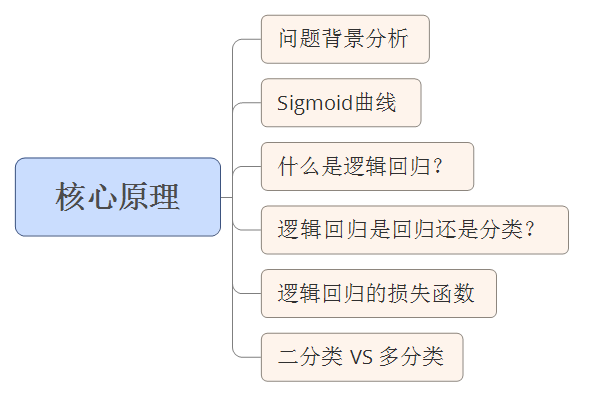 核心原理
问题背景分析
Sigmoid曲线
什么是逻辑回归？
逻辑回归是回归还是分类？
逻辑回归的损失函数
二分类 VS 多分类